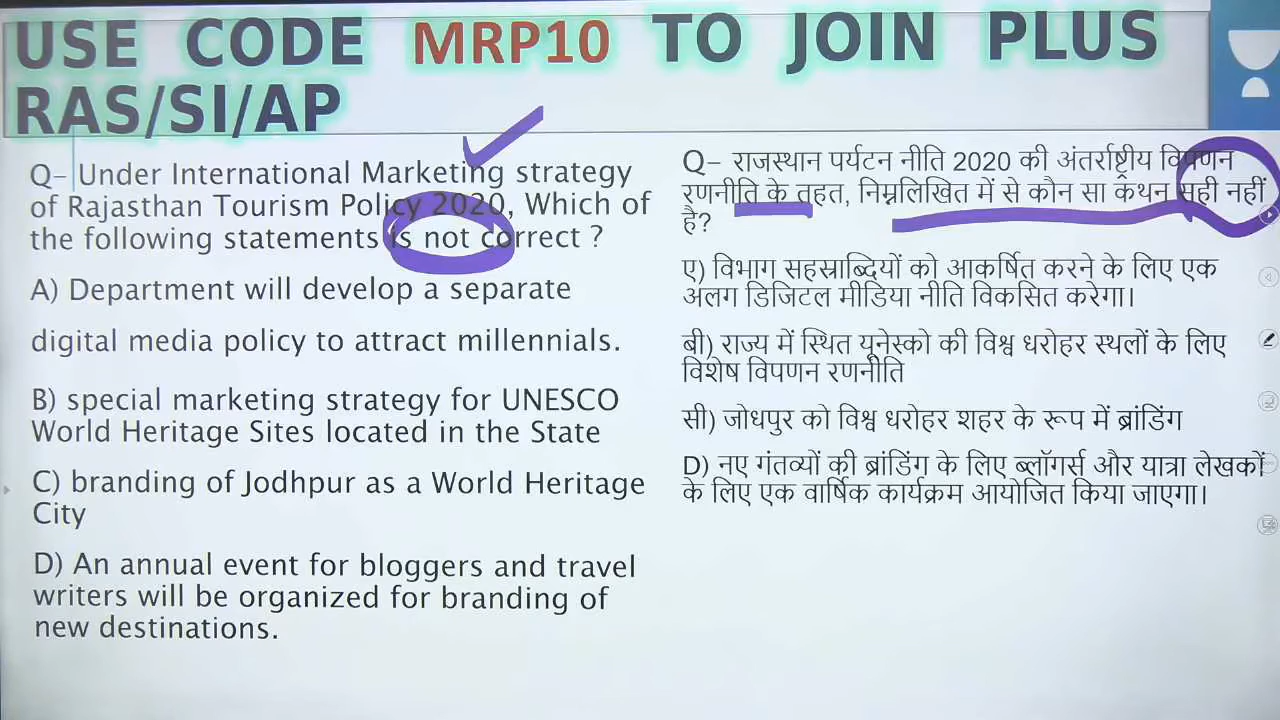 USE CODE MRP10 TO JOIN PLUS
RAS/SI/AP
Q- Under International Marketing strategy
of Rajasthan Tourism Policy 2020, Which of
the following statements is not correct ?
A) Department will develop a separate
digital media policy to attract millennials.
B) special marketing strategy for UNESCO
World Heritage Sites located in the State
C) branding of Jodhpur as a World Heritage
City
D) An annual event for bloggers and travel
writers will be organized for branding of
new destinations.
Q- राजस्थान पर्यटन नीति 2020 की अंतर्राष्ट्रीय विपणन
रणनीति के तहत, निम्नलिखित में से कौन सा कथन सही नहीं
है?
ए) विभाग सहस्राब्दियों को आकर्षित करने के लिए एक
अलग डिजिटल मीडिया नीति विकसित करेगा।
बी) राज्य में स्थित यूनेस्को की विश्व धरोहर स्थलों के लिए
विशेष विपणन रणनीति
सी) जोधपुर को विश्व धरोहर शहर के रूप में ब्रांडिंग
D) नए गंतव्यों की ब्रांडिंग के लिए ब्लॉगर्स और यात्रा लेखकों
के लिए एक वार्षिक कार्यक्रम आयोजित किया जाएगा।